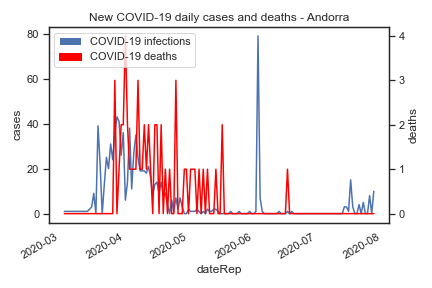 New COVID-19 daily cases and deaths - Andorra
COVID-19 infections
COVID-19 deaths
80
60
40
20
0
cases
4
3
2
1
0
deaths
2020-03
2020-04
2020-05
2020-06
2020-07
2020-08
dateRep